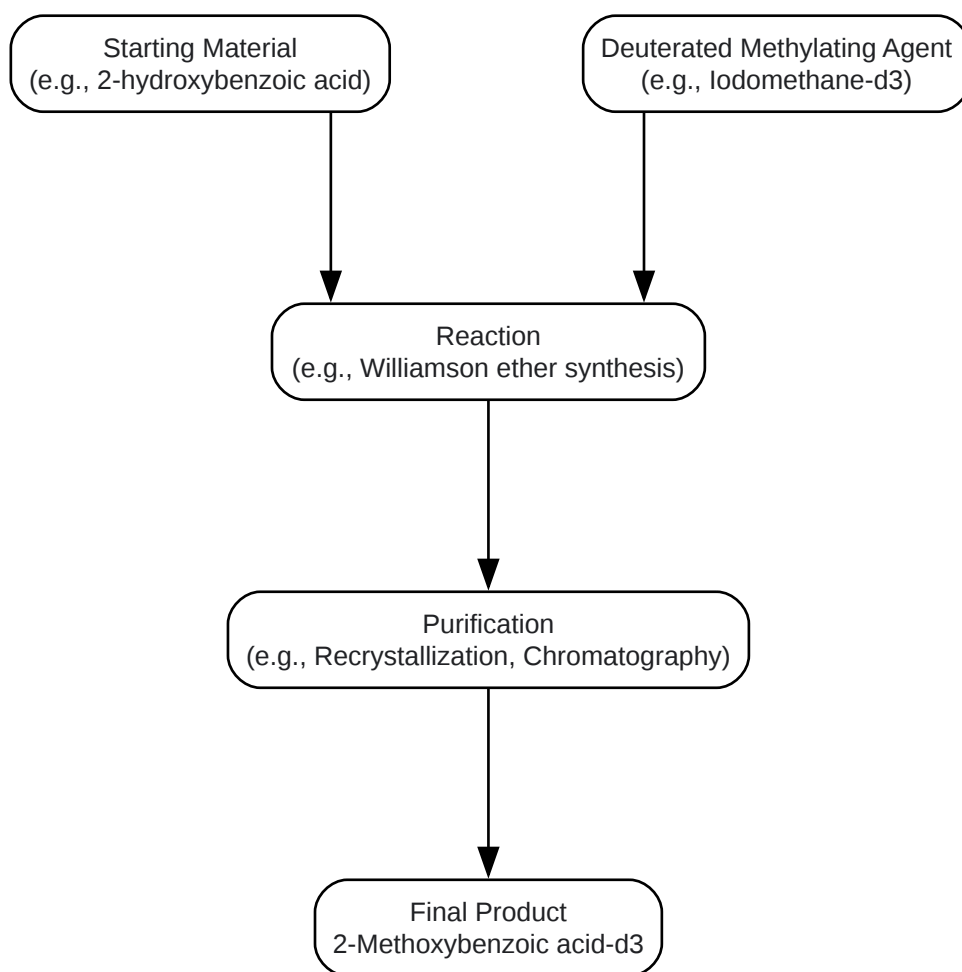 Starting Material
(e.g., 2-hydroxybenzoic acid)
Deuterated Methylating Agent
(e.g., Iodomethane-d3)
Reaction
(e.g., Williamson ether synthesis)
Purification
(e.g., Recrystallization, Chromatography)
Final Product
2-Methoxybenzoic acid-d3